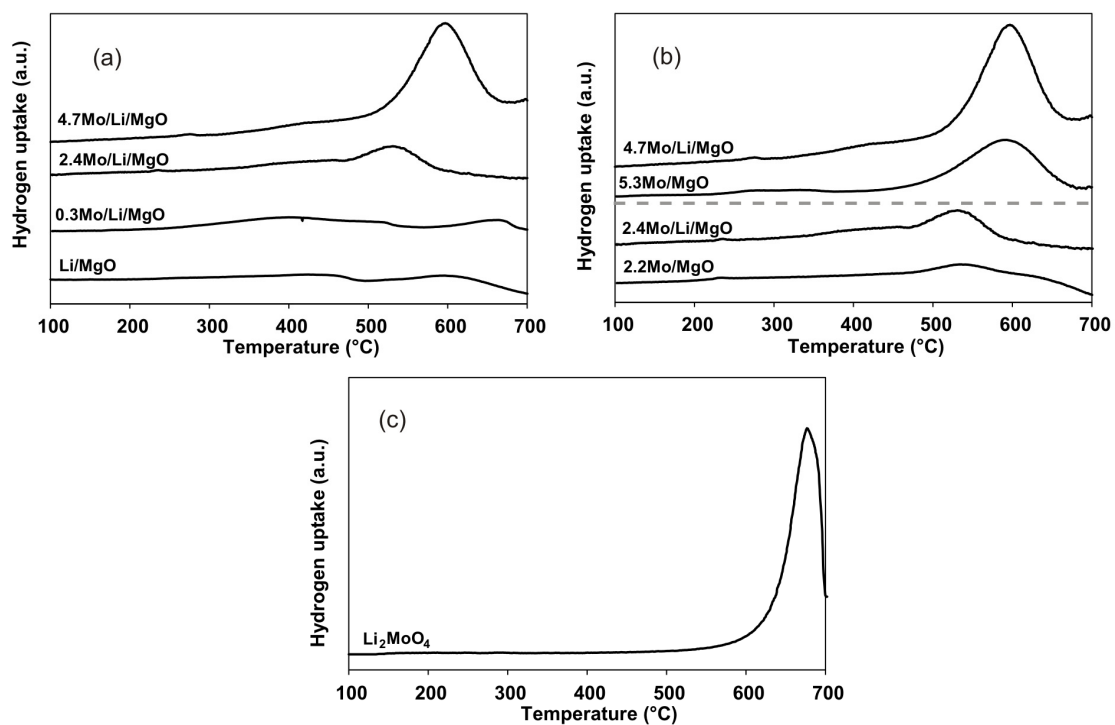 (a)
Hydrogen uptake (a.u.)
4.7Mo/Li/MgO
2.4Mo/Li/MgO
0.3Mo/Li/MgO
Li/MgO
100 200 300 400 500 600 700
Temperature (°C)
(b)
Hydrogen uptake (a.u.)
4.7Mo/Li/MgO
5.3Mo/MgO
2.4Mo/Li/MgO
2.2Mo/MgO
100 200 300 400 500 600 700
Temperature (°C)
(c)
Hydrogen uptake (a.u.)
Li₂MoO₄
100 200 300 400 500 600 700
Temperature (°C)